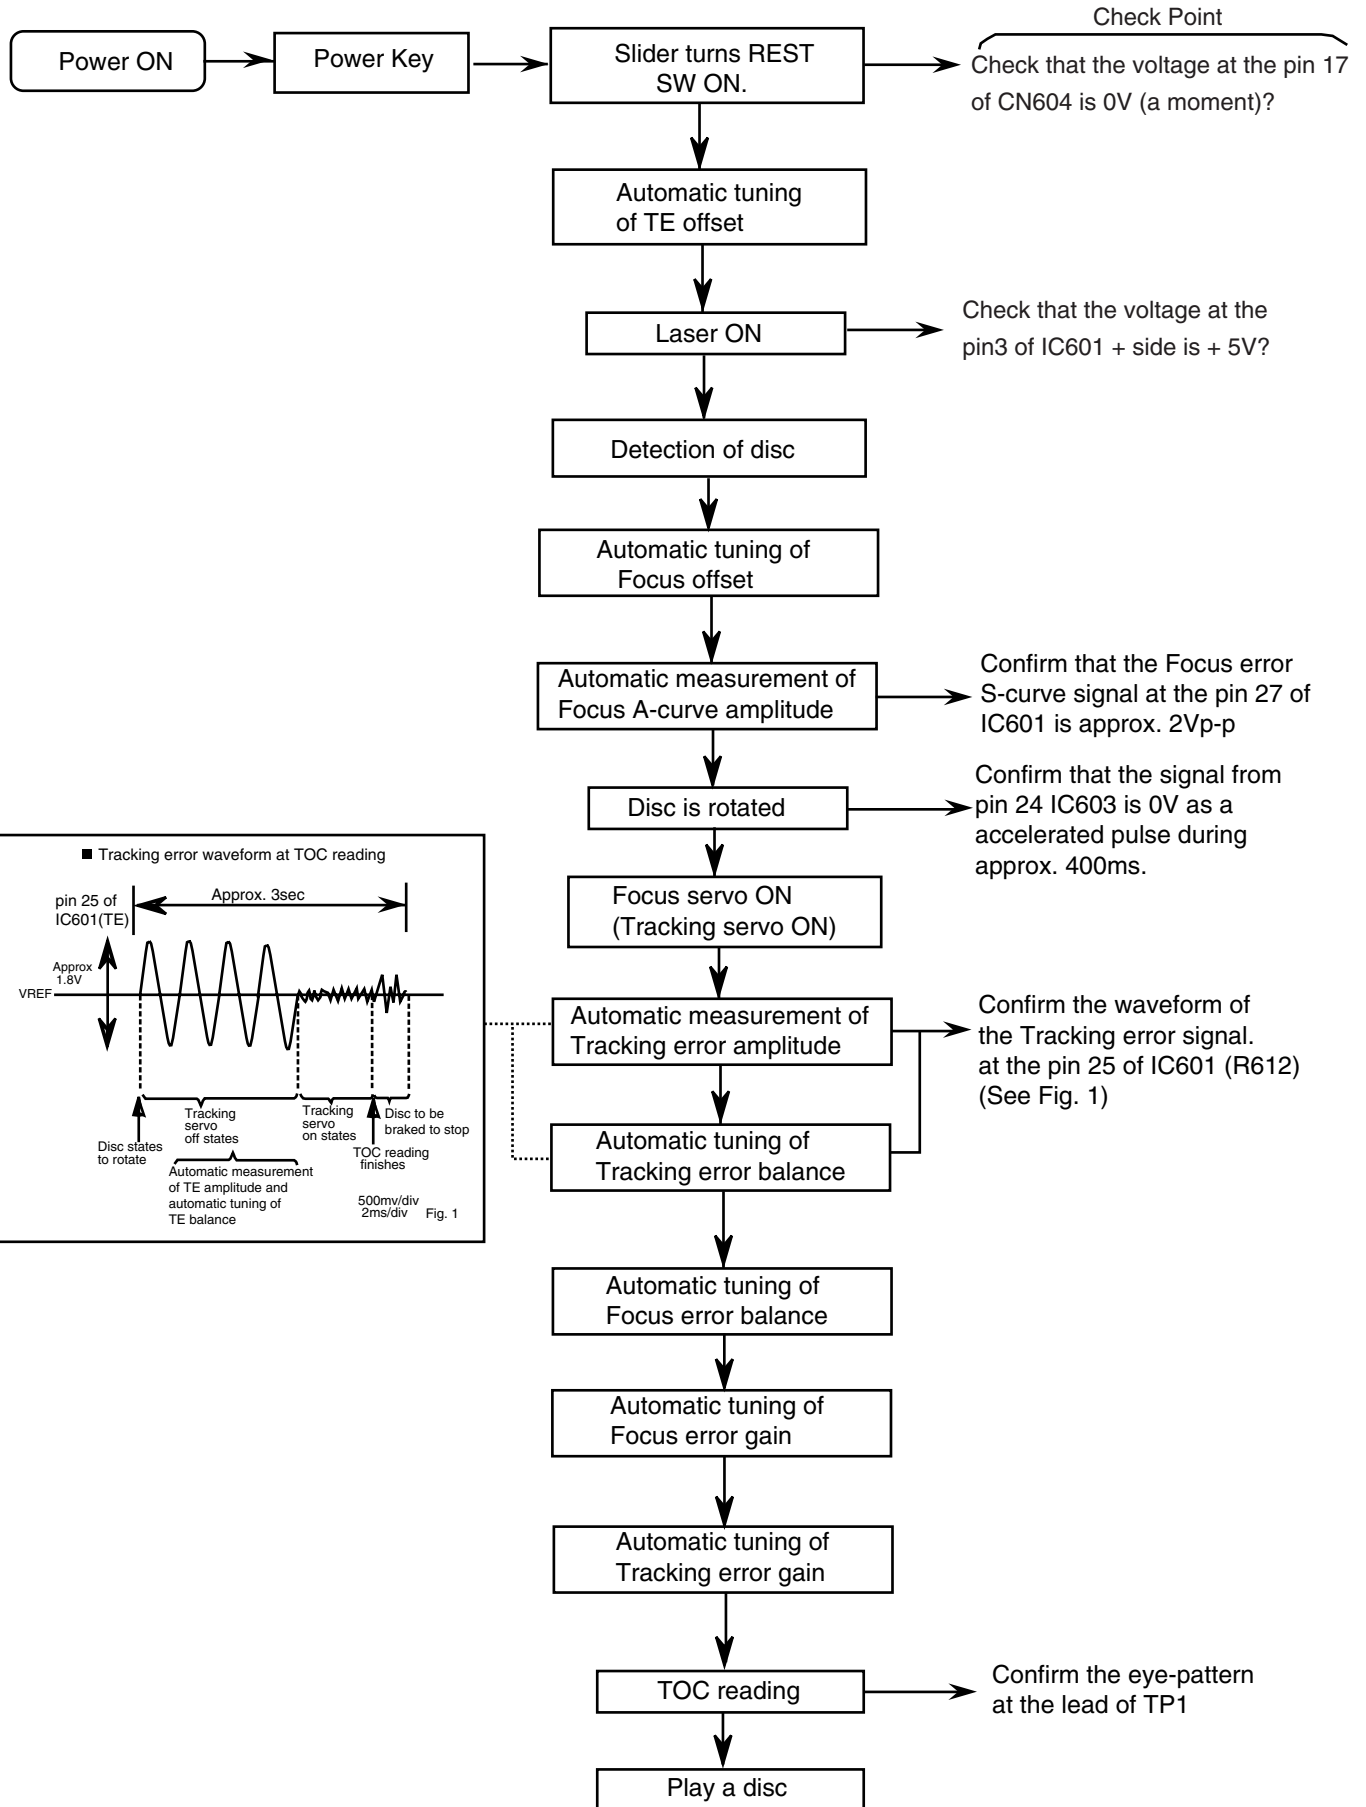 Check Point
Power ON
Power Key
Slider turns REST
SW ON.
Check that the voltage at the pin 17
of CN604 is 0V (a moment)?
Automatic tuning
of TE offset
Laser ON
Check that the voltage at the
pin3 of IC601 + side is + 5V?
Detection of disc
Automatic tuning of
Focus offset
Automatic measurement of
Focus A-curve amplitude
Confirm that the Focus error
S-curve signal at the pin 27 of
IC601 is approx. 2Vp-p
Disc is rotated
Confirm that the signal from
pin 24 IC603 is 0V as a
accelerated pulse during
approx. 400ms.
Focus servo ON
(Tracking servo ON)
■ Tracking error waveform at TOC reading
pin 25 of
IC601(TE)
Approx. 3sec
Approx
1.8V
VREF
Disc states
to rotate
Tracking
servo
off states
Tracking
servo
on states
Disc to be
braked to stop
TOC reading
finishes
Automatic measurement
of TE amplitude and
automatic tuning of
TE balance
500mv/div
2ms/div
Fig. 1
Automatic measurement of
Tracking error amplitude
Confirm the waveform of
the Tracking error signal.
at the pin 25 of IC601 (R612)
(See Fig. 1)
Automatic tuning of
Tracking error balance
Automatic tuning of
Focus error balance
Automatic tuning of
Focus error gain
Automatic tuning of
Tracking error gain
TOC reading
Confirm the eye-pattern
at the lead of TP1
Play a disc